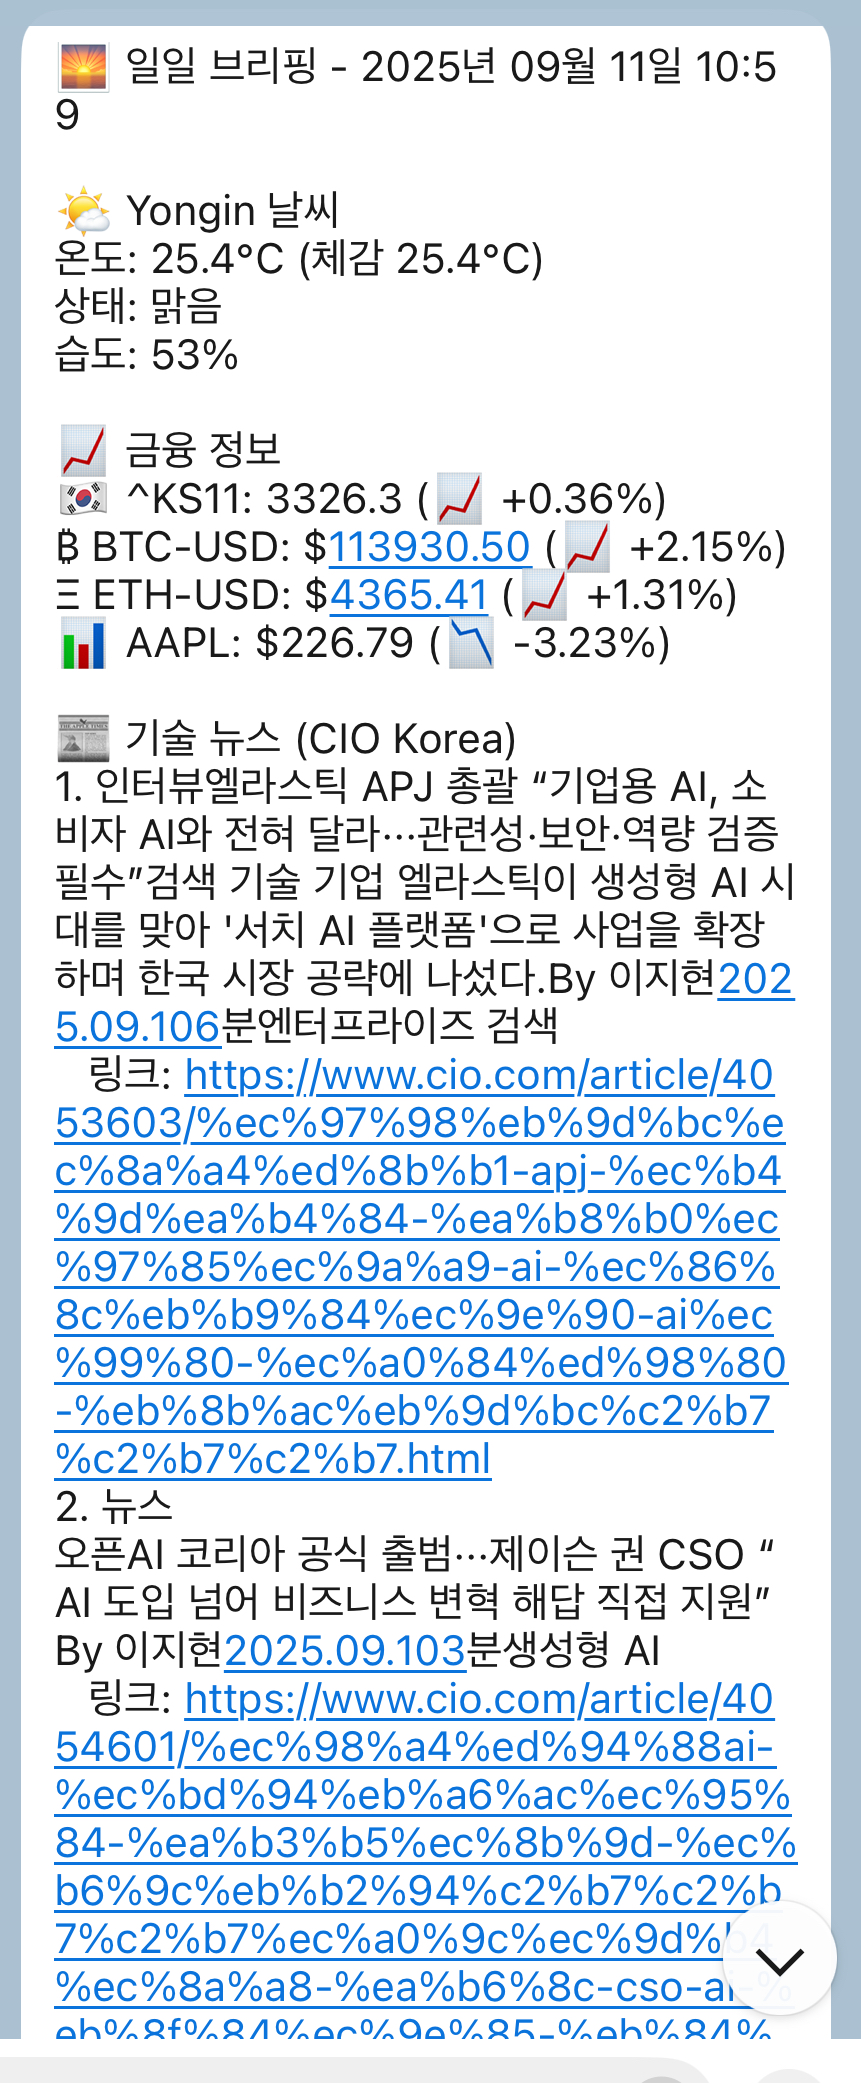 🌅 일일 브리핑 - 2025년 09월 11일 10:5
9
🌤️ Yongin 날씨
온도: 25.4°C (체감 25.4°C)
상태: 맑음
습도: 53%
📈 금융 정보
🇰🇷 ^KS11: 3326.3 (📈 +0.36%)
₿ BTC-USD: $113930.50 (📈 +2.15%)
Ξ ETH-USD: $4365.41 (📈 +1.31%)
📊 AAPL: $226.79 (📉 -3.23%)
📰 기술 뉴스 (CIO Korea)
1. 인터뷰엘라스틱 APJ 총괄 “기업용 AI, 소
비자 AI와 전혀 달라···관련성·보안·역량 검증
필수”검색 기술 기업 엘라스틱이 생성형 AI 시
대를 맞아 '서치 AI 플랫폼'으로 사업을 확장
하며 한국 시장 공략에 나섰다.By 이지현202
5.09.106분엔터프라이즈 검색
링크: https://www.cio.com/article/40
53603/%ec%97%98%eb%9d%bc%e
c%8a%a4%ed%8b%b1-apj-%ec%b4
%9d%ea%b4%84-%ea%b8%b0%ec
%97%85%ec%9a%a9-ai-%ec%86%
8c%eb%b9%84%ec%9e%90-ai%ec
%99%80-%ec%a0%84%ed%98%80
-%eb%8b%ac%eb%9d%bc%c2%b7
%c2%b7%c2%b7.html
2. 뉴스
오픈AI 코리아 공식 출범···제이슨 권 CSO “
AI 도입 넘어 비즈니스 변혁 해답 직접 지원”
By 이지현2025.09.103분생성형 AI
링크: https://www.cio.com/article/40
54601/%ec%98%a4%ed%94%88ai-
%ec%bd%94%eb%a6%ac%ec%95%
84-%ea%b3%b5%ec%8b%9d-%ec%
b6%9c%eb%b2%94%c2%b7%c2%b
7%c2%b7%ec%a0%9c%ec%9d%b4
%ec%8a%a8-%ea%b6%8c-cso-ai-%
eb%8f%84%ec%9e%85-%eb%84%